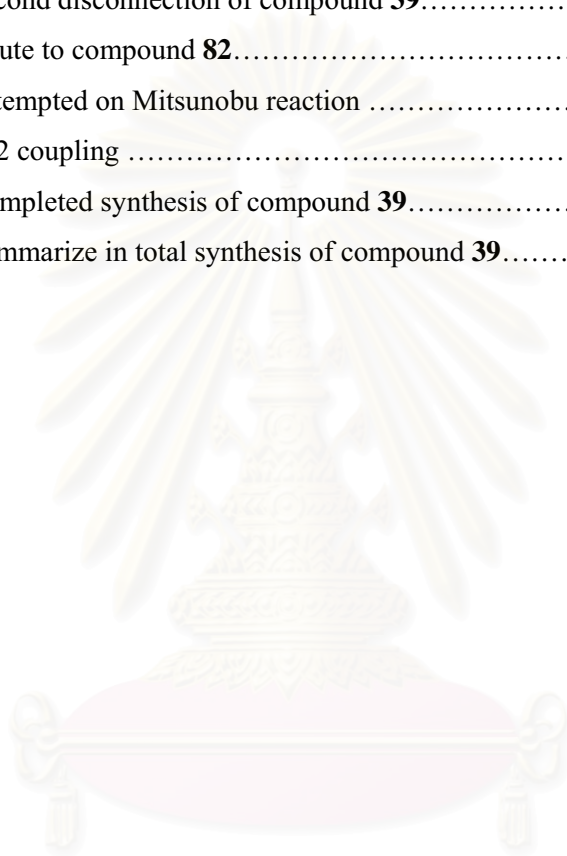 cond disconnection of compound 39..................
ute to compound 82.......................................
tempted on Mitsunobu reaction .......................
2 coupling ....................................................
mpleted synthesis of compound 39..................
mmarize in total synthesis of compound 39.......